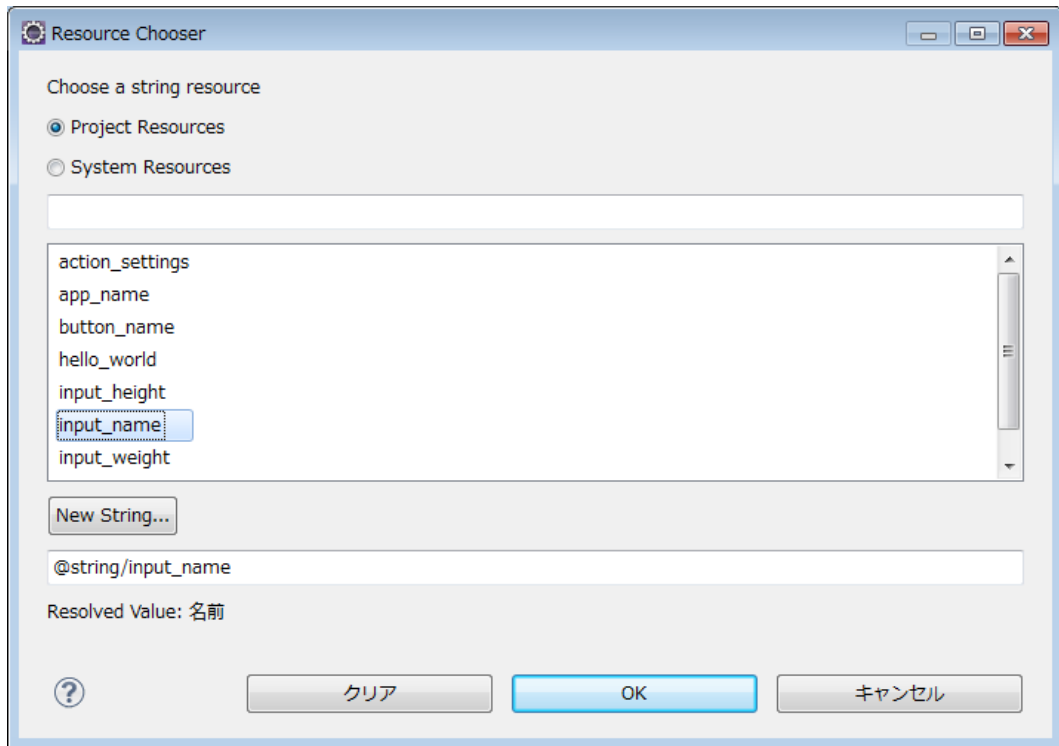 Resource Chooser
Choose a string resource
Project Resources
System Resources
action_settings
app_name
button_name
hello_world
input_height
input_name
input_weight
New String...
@string/input_name
Resolved Value: 名前
? クリア OK キャンセル